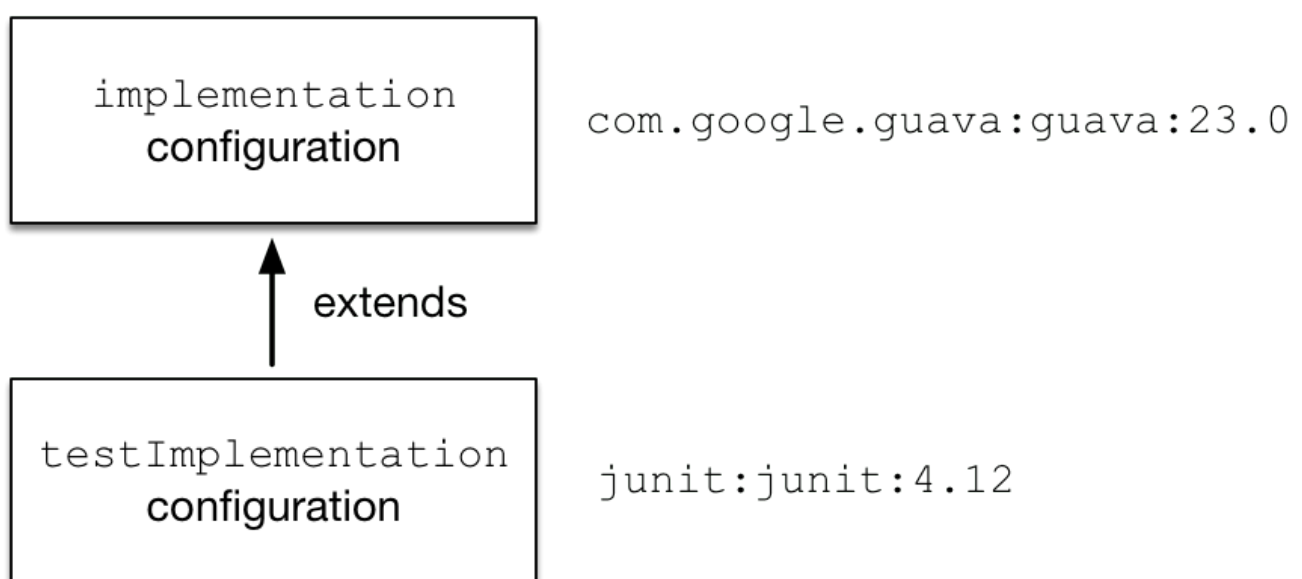 implementation
configuration
com.google.guava:guava:23.0
extends
testImplementation
configuration
junit:junit:4.12